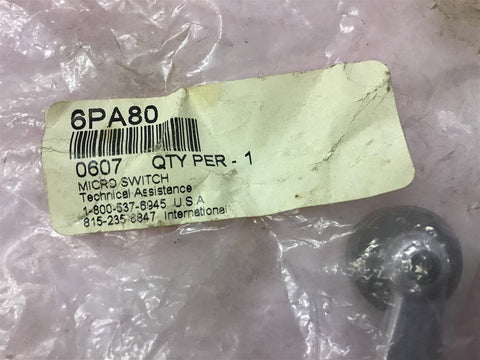 6PA80
0607 QTY PER - 1
MICRO SWITCH
Technical Assistance
1-800-537-6945 U.S.A
815-235-6847 International